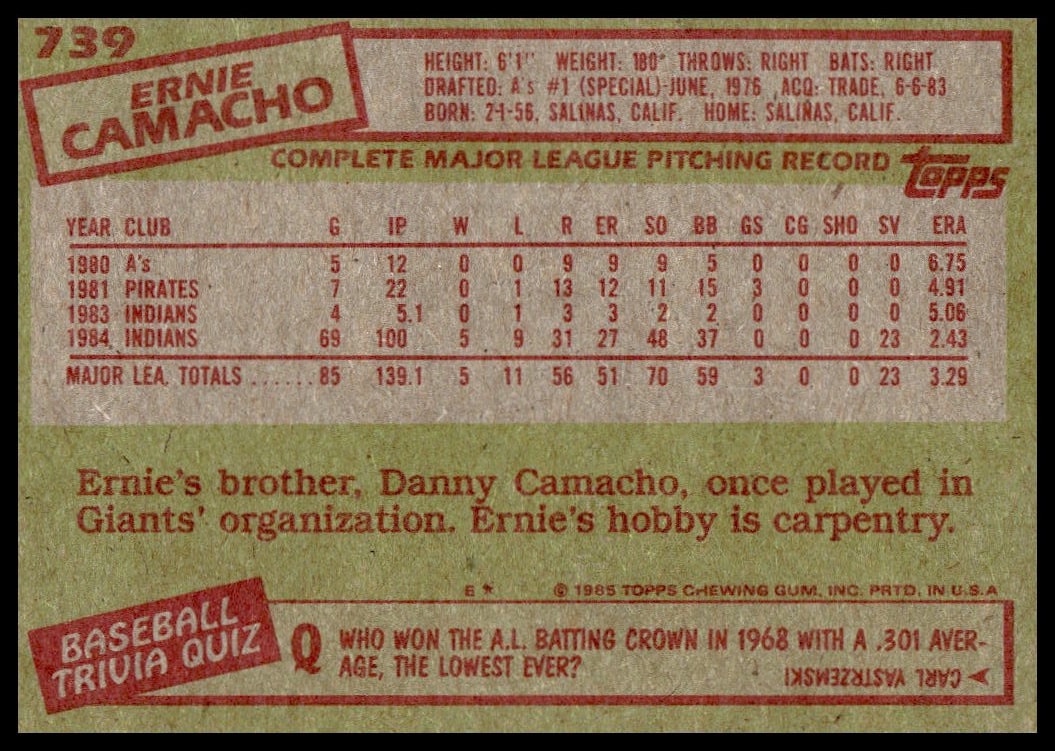 739
ERNIE
CAMACHO
HEIGHT: 6'1" WEIGHT: 180* THROWS: RIGHT BATS: RIGHT
DRAFTED: A's #1 (SPECIAL)-JUNE, 1976 ACQ: TRADE, 6-6-83
BORN: 2-1-56, SALINAS, CALIF. HOME: SALINAS, CALIF.
COMPLETE MAJOR LEAGUE PITCHING RECORD topps
YEAR CLUB G IP W L R ER SO BB GS CG SHO SV ERA
1980 A's 5 12 0 0 9 9 9 5 0 0 0 0 6.75
1981 PIRATES 7 22 0 1 13 12 11 15 3 0 0 0 4.91
1983 INDIANS 4 5.1 0 1 3 3 2 2 0 0 0 0 5.06
1984 INDIANS 69 100 5 9 31 27 48 37 0 0 0 23 2.43
MAJOR LEA. TOTALS ...... 85 139.1 5 11 56 51 70 59 3 0 0 23 3.29
Ernie's brother, Danny Camacho, once played in
Giants' organization. Ernie's hobby is carpentry.
E* © 1985 TOPPS CHEWING GUM, INC. PRTD. IN U.S.A
BASEBALL
TRIVIA QUIZ
Q WHO WON THE A.L. BATTING CROWN IN 1968 WITH A .301 AVER-
AGE, THE LOWEST EVER?
CARL YASTRZEMSKI